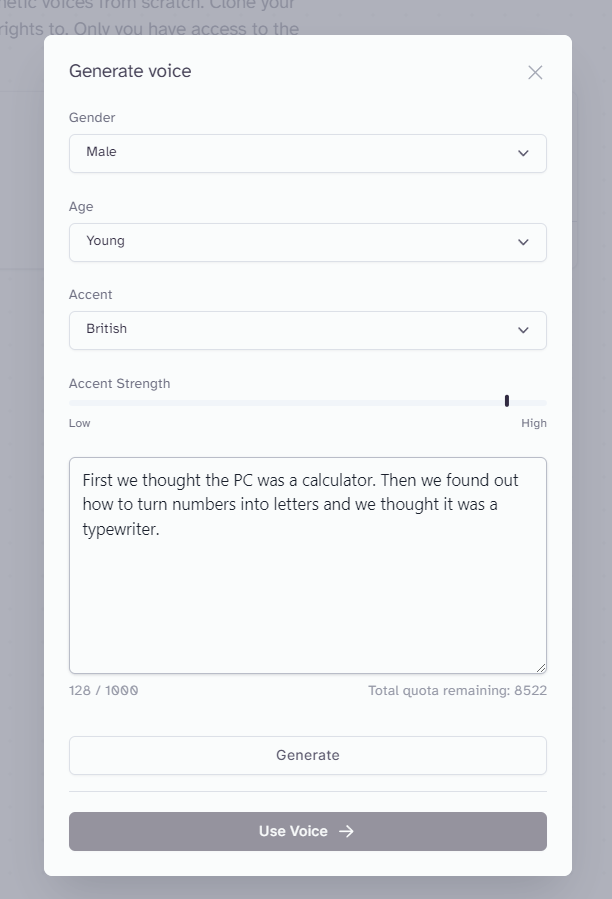 netic voices from scratch. Clone your
rights to. Only you have access to the
Generate voice
Gender
Male
Age
Young
Accent
British
Accent Strength
Low High
First we thought the PC was a calculator. Then we found out
how to turn numbers into letters and we thought it was a
typewriter.
128 / 1000 Total quota remaining: 8522
Generate
Use Voice →